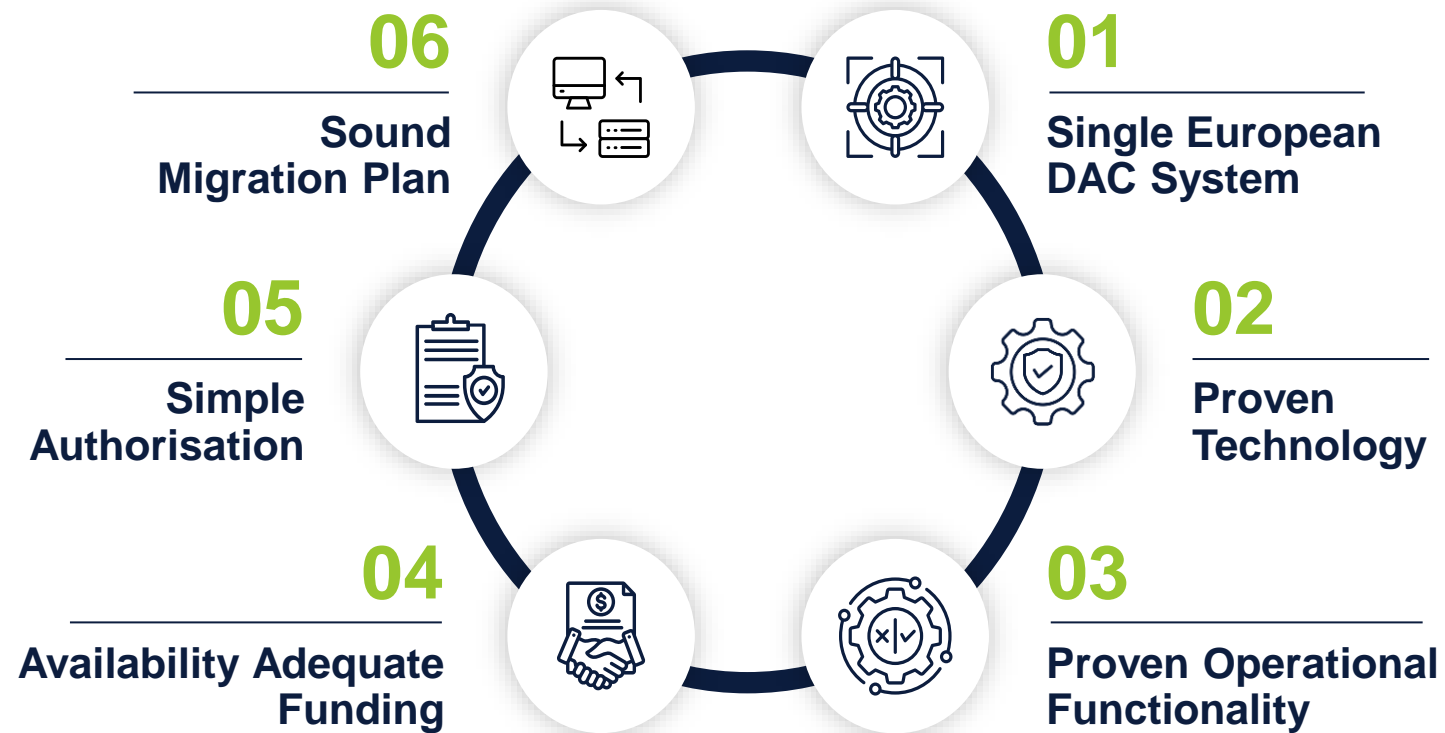 06
Sound
Migration Plan
01
Single European
DAC System
05
Simple
Authorisation
02
Proven
Technology
04
Availability Adequate
Funding
03
Proven Operational
Functionality